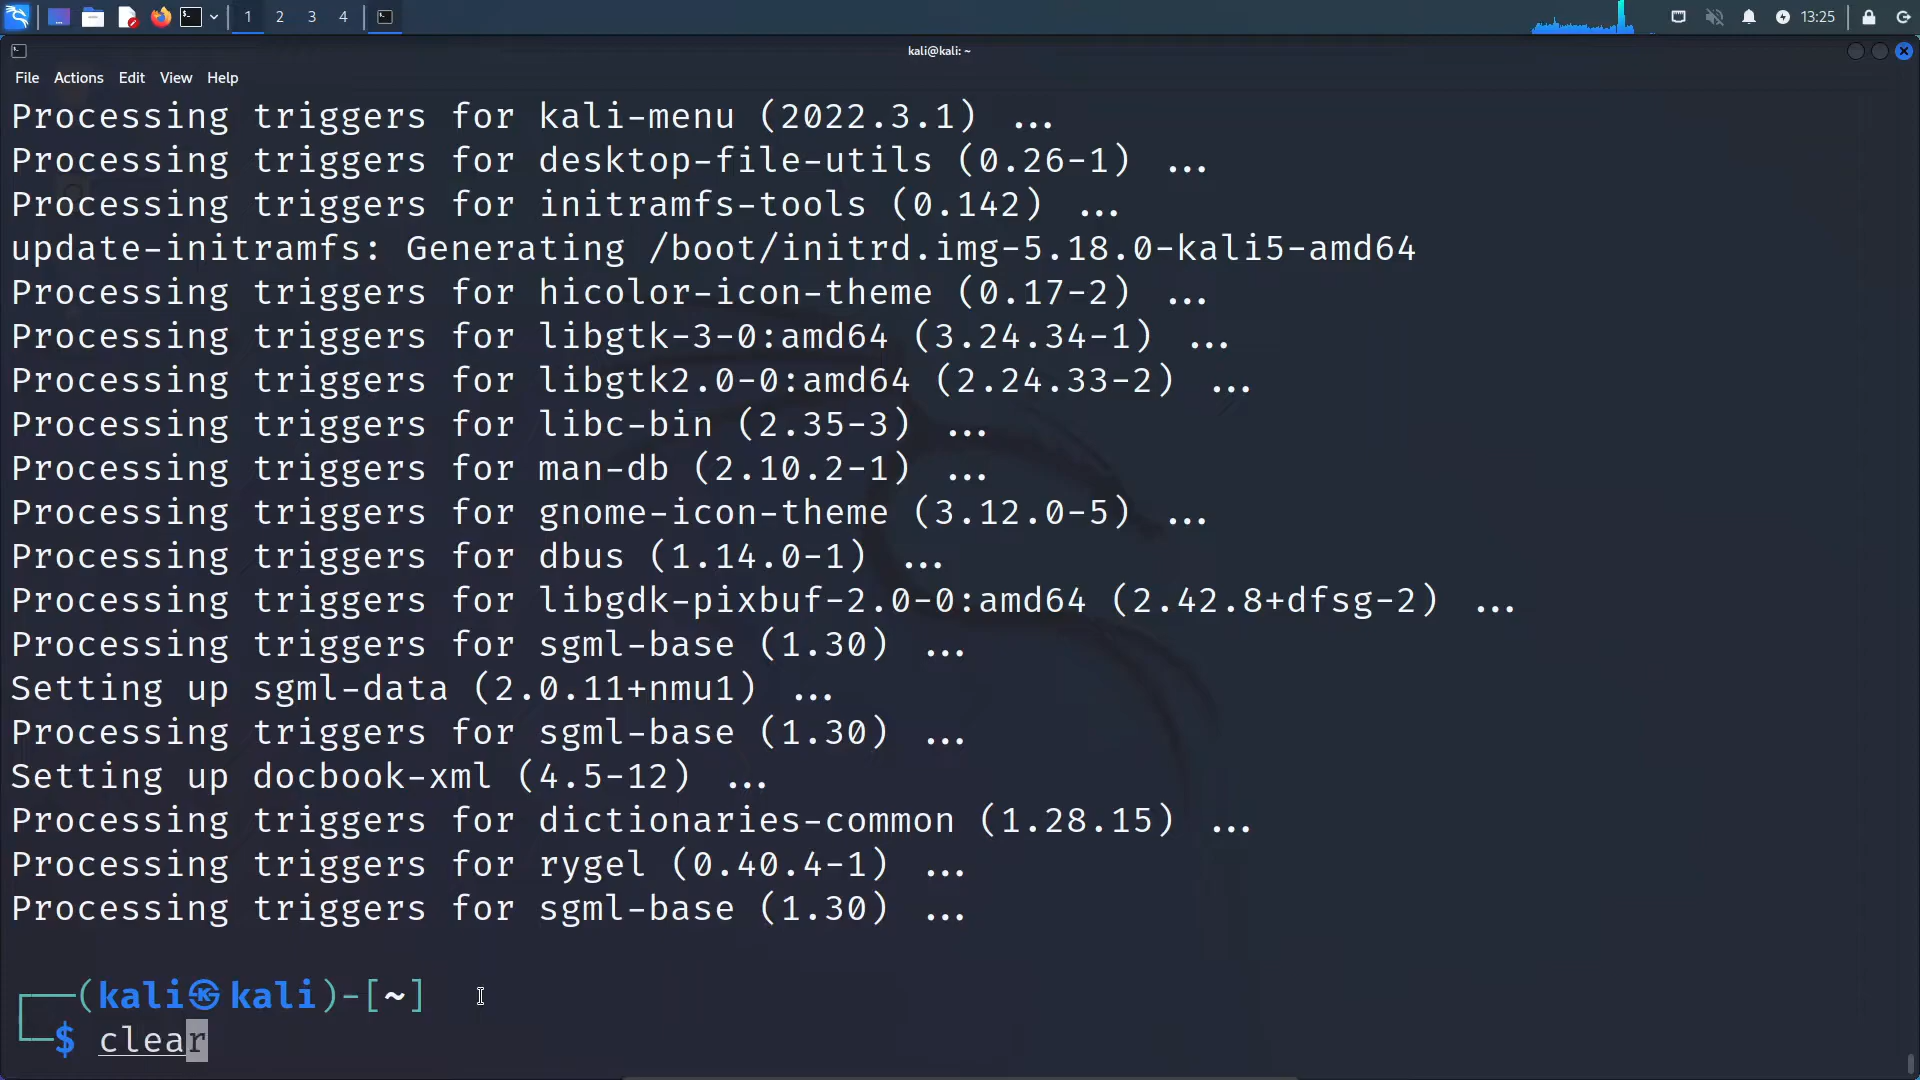 1 2 3 4 13:25
kali@kali: ~
File Actions Edit View Help
Processing triggers for kali-menu (2022.3.1) ...
Processing triggers for desktop-file-utils (0.26-1) ...
Processing triggers for initramfs-tools (0.142) ...
update-initramfs: Generating /boot/initrd.img-5.18.0-kali5-amd64
Processing triggers for hicolor-icon-theme (0.17-2) ...
Processing triggers for libgtk-3-0:amd64 (3.24.34-1) ...
Processing triggers for libgtk2.0-0:amd64 (2.24.33-2) ...
Processing triggers for libc-bin (2.35-3) ...
Processing triggers for man-db (2.10.2-1) ...
Processing triggers for gnome-icon-theme (3.12.0-5) ...
Processing triggers for dbus (1.14.0-1) ...
Processing triggers for libgdk-pixbuf-2.0-0:amd64 (2.42.8+dfsg-2) ...
Processing triggers for sgml-base (1.30) ...
Setting up sgml-data (2.0.11+nmu1) ...
Processing triggers for sgml-base (1.30) ...
Setting up docbook-xml (4.5-12) ...
Processing triggers for dictionaries-common (1.28.15) ...
Processing triggers for rygel (0.40.4-1) ...
Processing triggers for sgml-base (1.30) ...
┌──(kali㉿kali)-[~]
└─$ clear